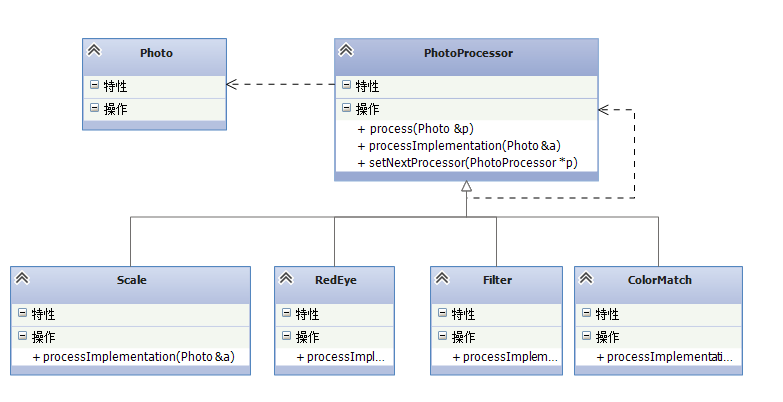 Photo
特性
操作
PhotoProcessor
特性
操作
+ process(Photo &p)
+ processImplementation(Photo &a)
+ setNextProcessor(PhotoProcessor *p)
Scale
特性
操作
+ processImplementation(Photo &a)
RedEye
特性
操作
+ processImpl...
Filter
特性
操作
+ processImplem...
ColorMatch
特性
操作
+ processImplementati...